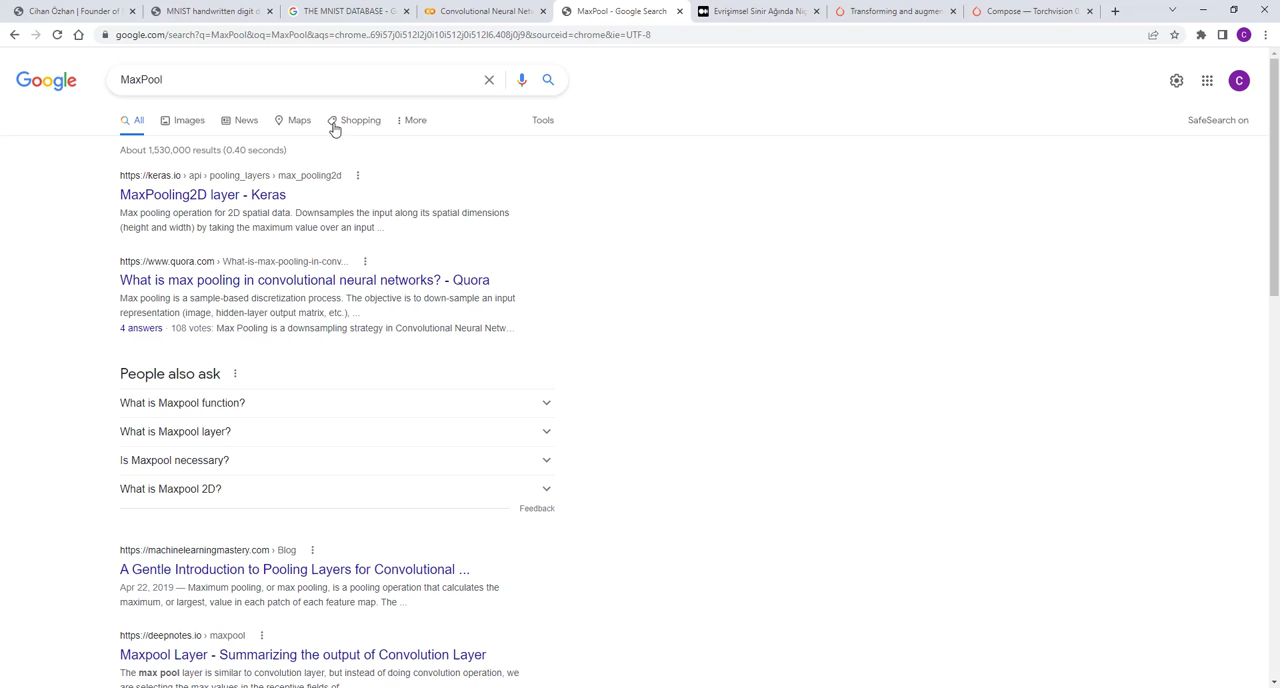 Cihan Özhan | Founder of
MNIST handwritten digit d
THE MNIST DATABASE - G
Convolutional Neural Netw
MaxPool - Google Search
Evrişimsel Sinir Ağında Niç
Transforming and augmen
Compose — Torchvision 0.
google.com/search?q=MaxPool&oq=MaxPool&aqs=chrome..69i57j0i512l2j0i10i512j0i512l6.408j0j9&sourceid=chrome&ie=UTF-8
C
Google
MaxPool
C
All
Images
News
Maps
Shopping
More
Tools
SafeSearch on
About 1,530,000 results (0.40 seconds)
https://keras.io › api › pooling_layers › max_pooling2d
MaxPooling2D layer - Keras
Max pooling operation for 2D spatial data. Downsamples the input along its spatial dimensions
(height and width) by taking the maximum value over an input ...
https://www.quora.com › What-is-max-pooling-in-conv...
What is max pooling in convolutional neural networks? - Quora
Max pooling is a sample-based discretization process. The objective is to down-sample an input
representation (image, hidden-layer output matrix, etc.), ...
4 answers · 108 votes: Max Pooling is a downsampling strategy in Convolutional Neural Netw...
People also ask
What is Maxpool function?
What is Maxpool layer?
Is Maxpool necessary?
What is Maxpool 2D?
Feedback
https://machinelearningmastery.com › Blog
A Gentle Introduction to Pooling Layers for Convolutional ...
Apr 22, 2019 — Maximum pooling, or max pooling, is a pooling operation that calculates the
maximum, or largest, value in each patch of each feature map. The ...
https://deepnotes.io › maxpool
Maxpool Layer - Summarizing the output of Convolution Layer
The max pool layer is similar to convolution layer, but instead of doing convolution operation, we
are selecting the max values in the receptive fields of